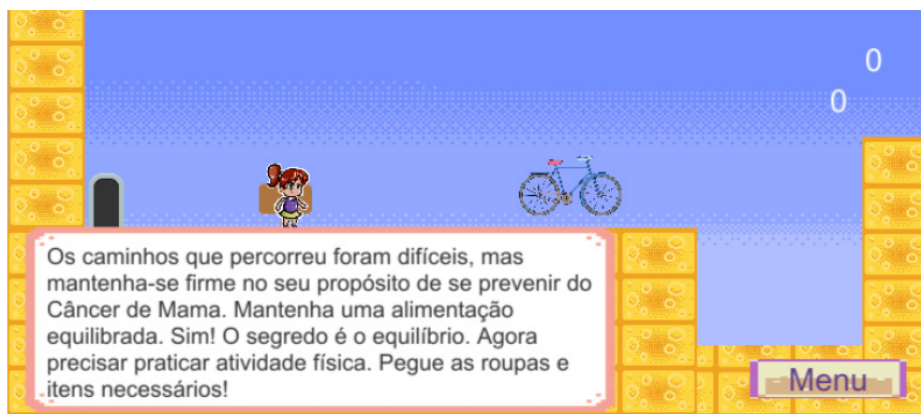 0
0
Os caminhos que percorreu foram difíceis, mas
mantenha-se firme no seu propósito de se prevenir do
Câncer de Mama. Mantenha uma alimentação
equilibrada. Sim! O segredo é o equilíbrio. Agora
precisar praticar atividade física. Pegue as roupas e
itens necessários!
Menu